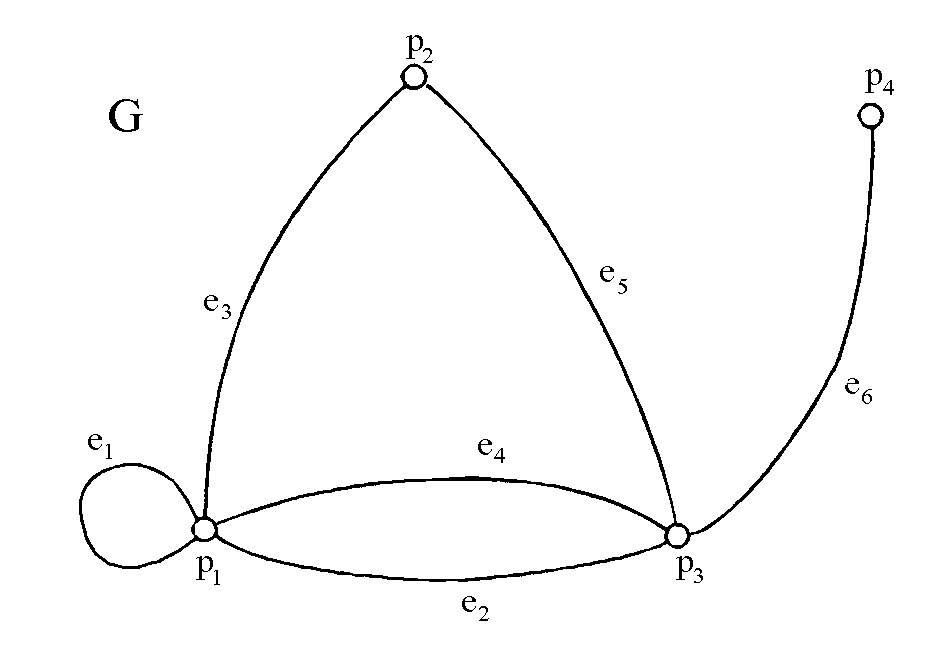 p₂
p₄
G
e₅
e₃
e₆
e₁
e₄
p₁
p₃
e₂